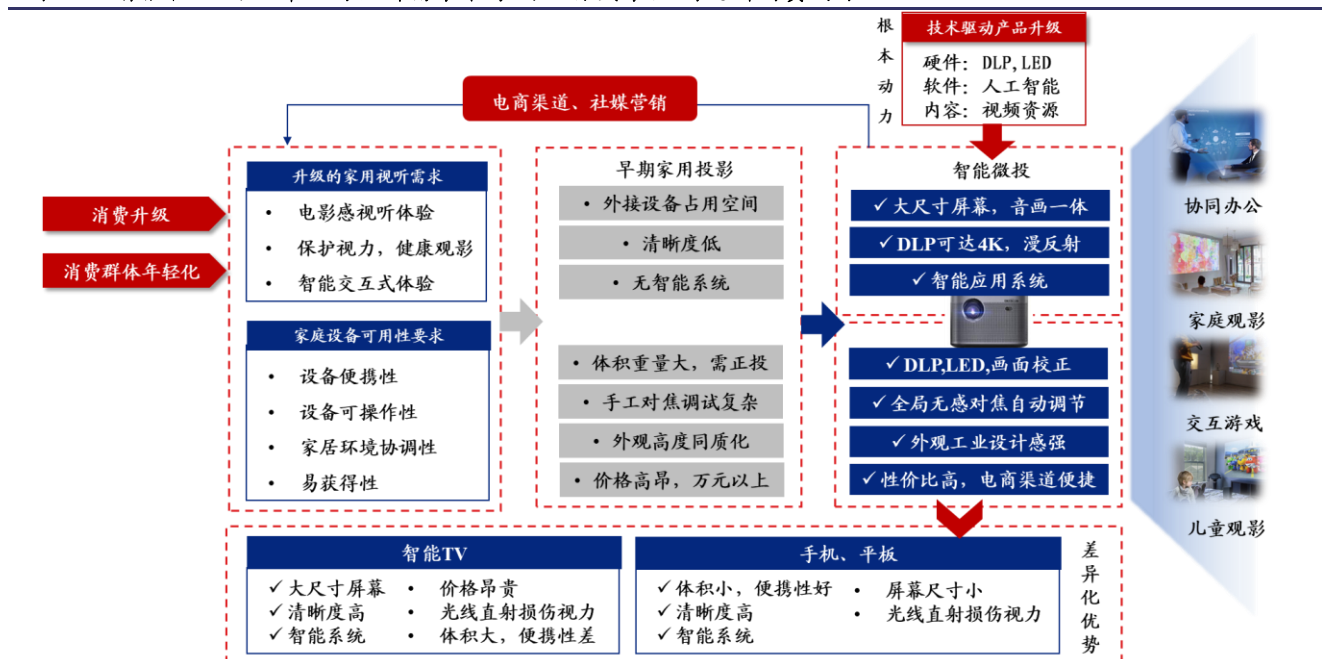 根本动力
技术驱动产品升级
硬件：DLP,LED
软件：人工智能
内容：视频资源
电商渠道、社媒营销
消费升级
消费群体年轻化
升级的家用视听需求
• 电影感视听体验
• 保护视力，健康观影
• 智能交互式体验
家庭设备可用性要求
• 设备便携性
• 设备可操作性
• 家居环境协调性
• 易获得性
早期家用投影
• 外接设备占用空间
• 清晰度低
• 无智能系统
• 体积重量大，需正投
• 手工对焦调试复杂
• 外观高度同质化
• 价格高昂，万元以上
智能微投
✓大尺寸屏幕，音画一体
✓DLP可达4K，漫反射
✓智能应用系统
✓DLP,LED,画面校正
✓全局无感对焦自动调节
✓外观工业设计感强
✓性价比高，电商渠道便捷
协同办公
家庭观影
交互游戏
儿童观影
智能TV
✓大尺寸屏幕
✓清晰度高
✓智能系统
• 价格昂贵
• 光线直射损伤视力
• 体积大，便携性差
手机、平板
✓体积小，便携性好
✓清晰度高
✓智能系统
• 屏幕尺寸小
• 光线直射损伤视力
差异化优势